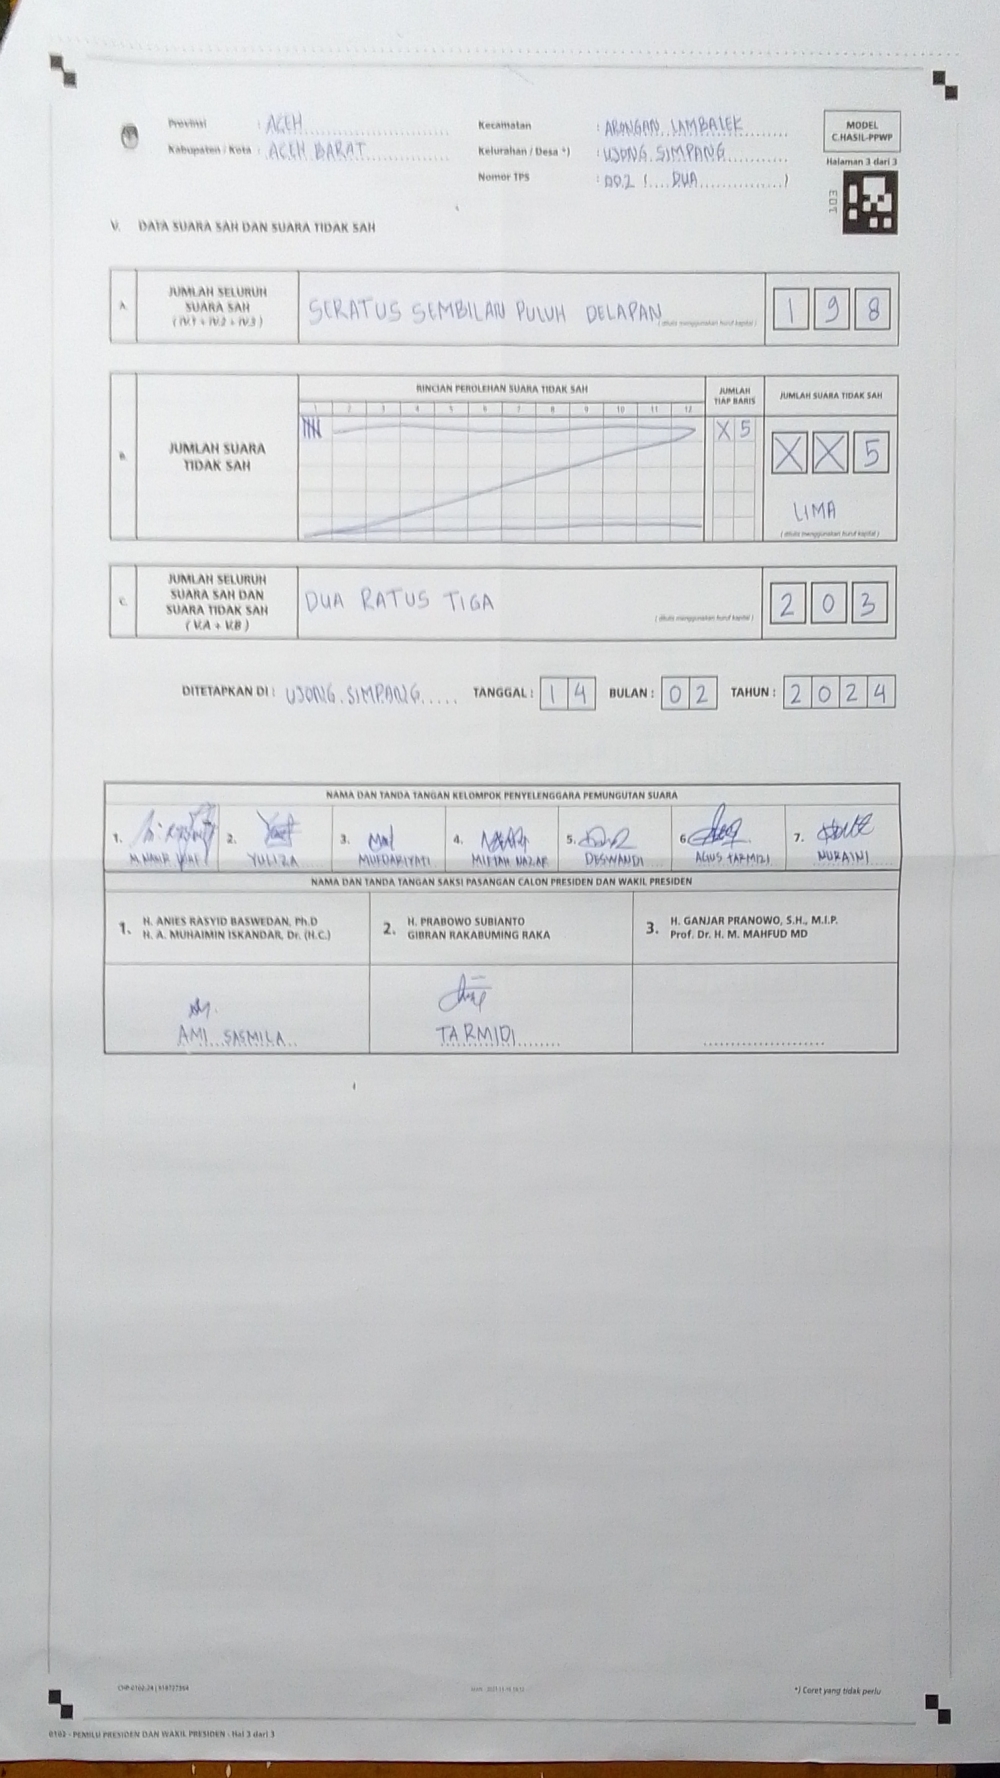 Provinsi : ACEH
Kabupaten / Kota : ACEH BARAT
Kecamatan : ARONGAN LAMBALEK
Kelurahan / Desa *) : UJONG SIMPANG
Nomor TPS : 002 (....DUA..............)
MODEL
C.HASIL-PPWP
Halaman 3 dari 3
103
V. DATA SUARA SAH DAN SUARA TIDAK SAH
A.
JUMLAH SELURUH
SUARA SAH
( IV.1 + IV.2 + IV.3 )
SERATUS SEMBILAN PULUH DELAPAN
( ditulis menggunakan huruf kapital )
1 9 8
B.
JUMLAH SUARA
TIDAK SAH
RINCIAN PEROLEHAN SUARA TIDAK SAH
1 2 3 4 5 6 7 8 9 10 11 12
JUMLAH
TIAP BARIS
X 5
JUMLAH SUARA TIDAK SAH
X X 5
LIMA
( ditulis menggunakan huruf kapital )
C.
JUMLAH SELURUH
SUARA SAH DAN
SUARA TIDAK SAH
( V.A + V.B )
DUA RATUS TIGA
( ditulis menggunakan huruf kapital )
2 0 3
DITETAPKAN DI : UJONG SIMPANG..... TANGGAL : 1 4 BULAN : 0 2 TAHUN : 2 0 2 4
NAMA DAN TANDA TANGAN KELOMPOK PENYELENGGARA PEMUNGUTAN SUARA
1. 2. 3. 4. 5. 6. 7.
YULIZA MUFDARIYATI MIFTAH NAZAR DESWANDI AGUS TARMIZI NURAINI
NAMA DAN TANDA TANGAN SAKSI PASANGAN CALON PRESIDEN DAN WAKIL PRESIDEN
1. H. ANIES RASYID BASWEDAN, Ph.D
H. A. MUHAIMIN ISKANDAR, Dr. (H.C.)
2. H. PRABOWO SUBIANTO
GIBRAN RAKABUMING RAKA
3. H. GANJAR PRANOWO, S.H., M.I.P.
Prof. Dr. H. M. MAHFUD MD
AMI SASMILA
TARMIDI
*) Coret yang tidak perlu
0102 - PEMILU PRESIDEN DAN WAKIL PRESIDEN - Hal 3 dari 3